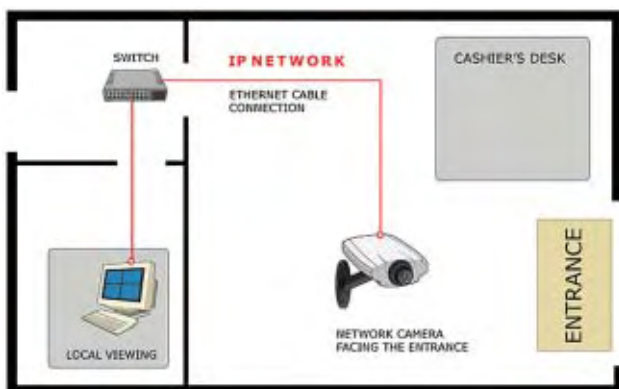 SWITCH
IP NETWORK
ETHERNET CABLE
CONNECTION
CASHIER'S DESK
ENTRANCE
NETWORK CAMERA
FACING THE ENTRANCE
LOCAL VIEWING